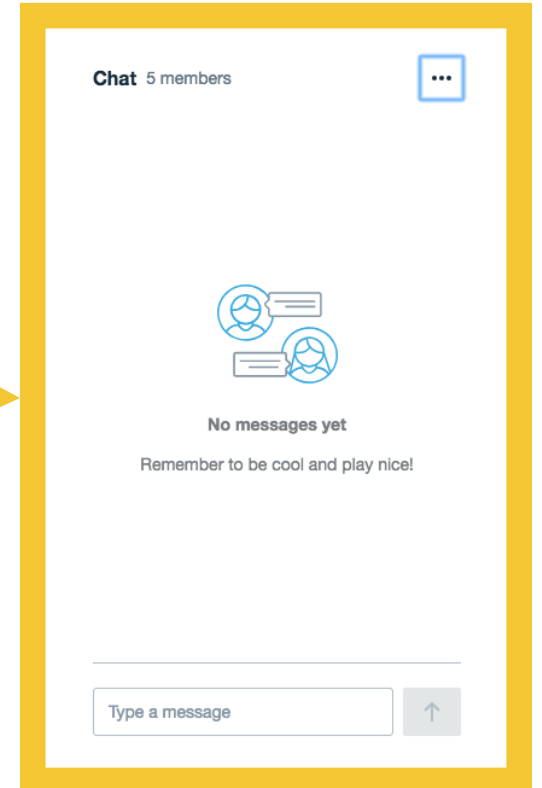 Chat 5 members
No messages yet
Remember to be cool and play nice!
Type a message